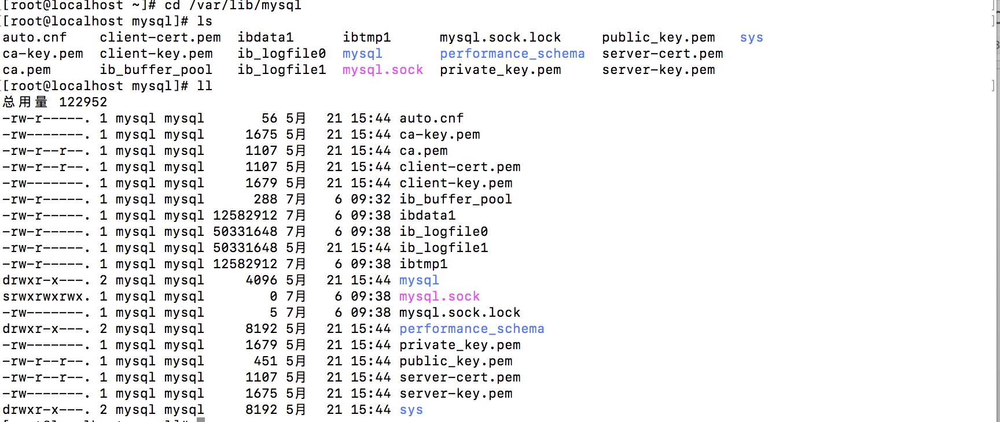 [root@localhost ~]# cd /var/lib/mysql
[root@localhost mysql]# ls
auto.cnf    client-cert.pem  ibdata1      ibtmp1      mysql.sock.lock     public_key.pem   sys
ca-key.pem  client-key.pem   ib_logfile0  mysql       performance_schema  server-cert.pem
ca.pem      ib_buffer_pool   ib_logfile1  mysql.sock  private_key.pem     server-key.pem
[root@localhost mysql]# ll
总用量 122952
-rw-r-----. 1 mysql mysql       56 5月  21 15:44 auto.cnf
-rw-------. 1 mysql mysql     1675 5月  21 15:44 ca-key.pem
-rw-r--r--. 1 mysql mysql     1107 5月  21 15:44 ca.pem
-rw-r--r--. 1 mysql mysql     1107 5月  21 15:44 client-cert.pem
-rw-------. 1 mysql mysql     1679 5月  21 15:44 client-key.pem
-rw-r-----. 1 mysql mysql      288 7月   6 09:32 ib_buffer_pool
-rw-r-----. 1 mysql mysql 12582912 7月   6 09:38 ibdata1
-rw-r-----. 1 mysql mysql 50331648 7月   6 09:38 ib_logfile0
-rw-r-----. 1 mysql mysql 50331648 5月  21 15:44 ib_logfile1
-rw-r-----. 1 mysql mysql 12582912 7月   6 09:38 ibtmp1
drwxr-x---. 2 mysql mysql     4096 5月  21 15:44 mysql
srwxrwxrwx. 1 mysql mysql        0 7月   6 09:38 mysql.sock
-rw-------. 1 mysql mysql        5 7月   6 09:38 mysql.sock.lock
drwxr-x---. 2 mysql mysql     8192 5月  21 15:44 performance_schema
-rw-------. 1 mysql mysql     1679 5月  21 15:44 private_key.pem
-rw-r--r--. 1 mysql mysql      451 5月  21 15:44 public_key.pem
-rw-r--r--. 1 mysql mysql     1107 5月  21 15:44 server-cert.pem
-rw-------. 1 mysql mysql     1675 5月  21 15:44 server-key.pem
drwxr-x---. 2 mysql mysql     8192 5月  21 15:44 sys